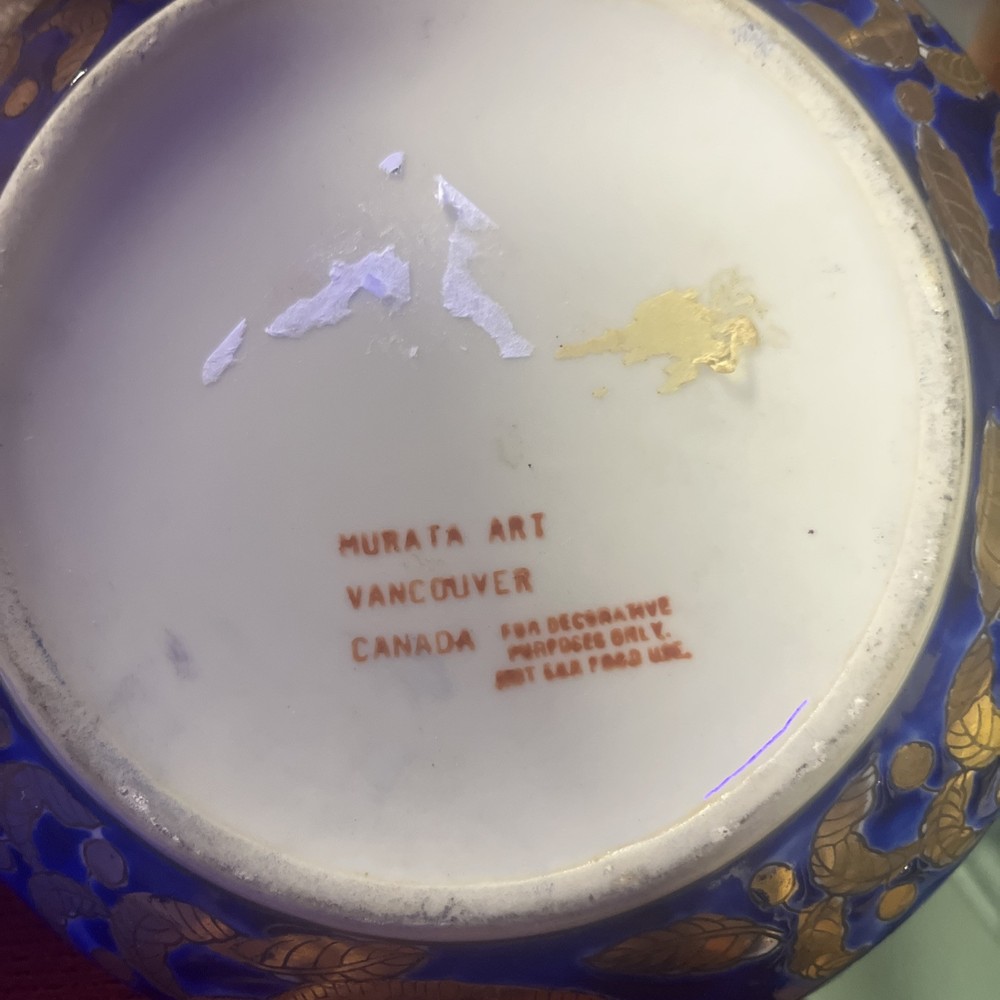 MURATA ART
VANCOUVER
CANADA
FOR DECORATIVE
PURPOSES ONLY.
NOT FOR FOOD USE.